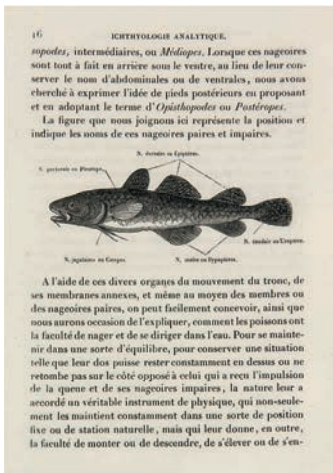 16 ICHTHYOLOGIE ANALYTIQUE.
sopodes, intermédiaires, ou Médiopes. Lorsque ces nageoires
sont tout à fait en arrière sous le ventre, au lieu de leur con-
server le nom d'abdominales ou de ventrales, nous avons
cherché à exprimer l'idée de pieds postérieurs en proposant
et en adoptant le terme d'Opisthopodes ou Postéropes.
La figure que nous joignons ici représente la position et
indique les noms de ces nageoires paires et impaires.
N. dorsales ou Epiptères.
N. pectorale ou Pleurope.
N. caudale ou Uroptère.
N. jugulaires ou
N. anales ou Hypoptères.
A l'aide de ces divers organes du mouvement du tronc, de
ses membranes annexes, et même au moyen des membres ou
des nageoires paires, on peut facilement concevoir, ainsi que
nous aurons occasion de l'expliquer, comment les poissons ont
la faculté de nager et de se diriger dans l'eau. Pour se mainte-
nir dans une sorte d'équilibre, pour conserver une situation
telle que leur dos puisse rester constamment en dessus ou ne
retombe pas sur le côté opposé à celui qui a reçu l'impulsion
de la queue et de ses nageoires impaires, la nature leur a
accordé un véritable instrument de physique, qui non-seule-
ment les maintient constamment dans une sorte de position
fixe ou de station naturelle, mais qui leur donne, en outre,
la faculté de monter ou de descendre, de s'élever ou de s'en-